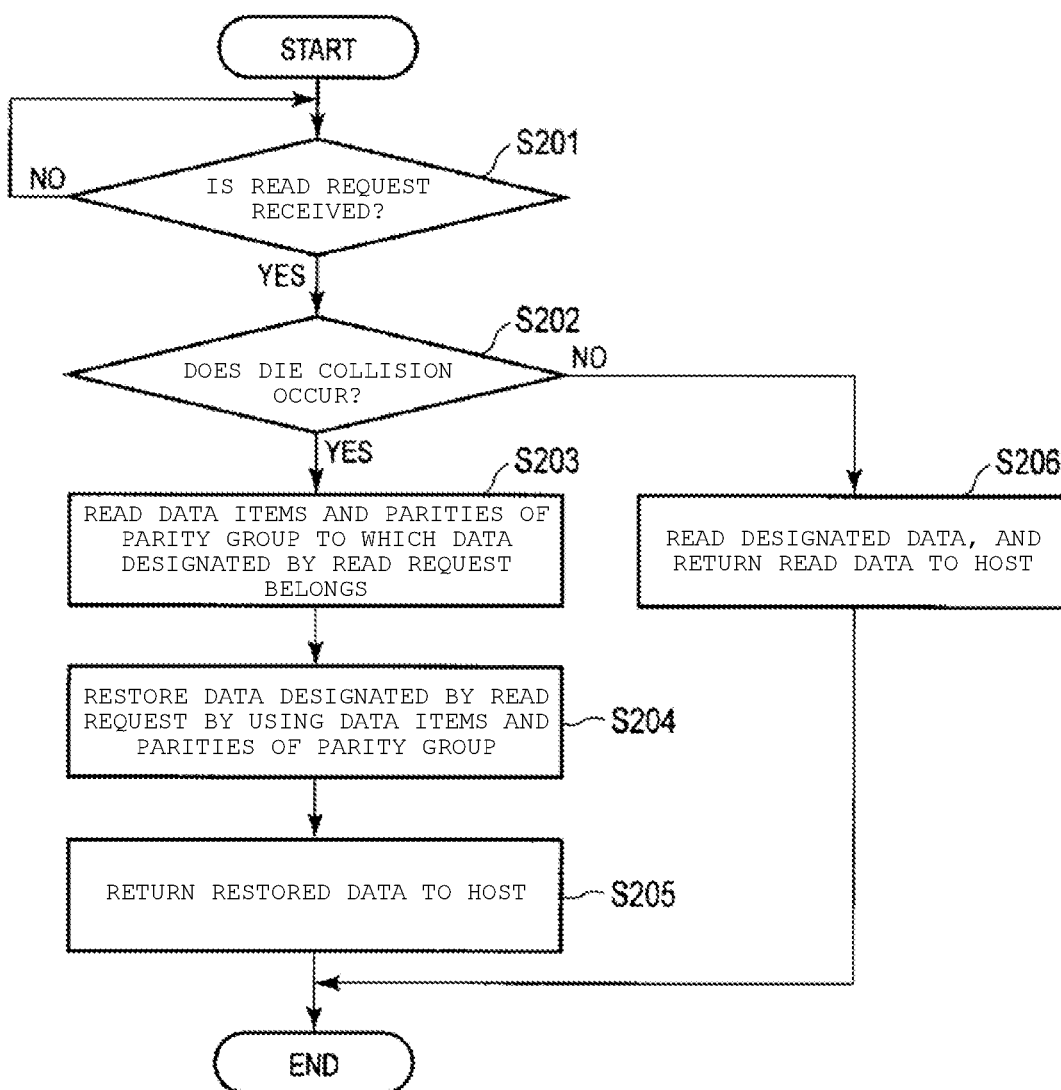 START
S201
NO
IS READ REQUEST
RECEIVED?
YES
S202
NO
DOES DIE COLLISION
OCCUR?
YES
S203
S206
READ DATA ITEMS AND PARITIES OF
PARITY GROUP TO WHICH DATA
DESIGNATED BY READ REQUEST
BELONGS
READ DESIGNATED DATA, AND
RETURN READ DATA TO HOST
RESTORE DATA DESIGNATED BY READ
REQUEST BY USING DATA ITEMS AND
PARITIES OF PARITY GROUP
S204
RETURN RESTORED DATA TO HOST
S205
END